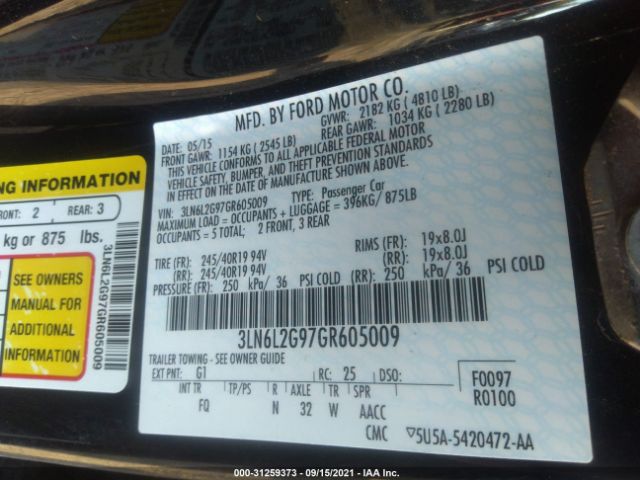 MFD. BY FORD MOTOR CO.
DATE: 05/15 GVWR: 2182 KG ( 4810 LB)
FRONT GAWR: 1154 KG ( 2545 LB) REAR GAWR: 1034 KG ( 2280 LB)
THIS VEHICLE CONFORMS TO ALL APPLICABLE FEDERAL MOTOR
VEHICLE SAFETY, BUMPER, AND THEFT PREVENTION STANDARDS
IN EFFECT ON THE DATE OF MANUFACTURE SHOWN ABOVE.
VIN: 3LN6L2G97GR605009 TYPE: Passenger Car
MAXIMUM LOAD = OCCUPANTS + LUGGAGE = 396KG/ 875LB
OCCUPANTS = 5 TOTAL; 2 FRONT, 3 REAR
TIRE (FR): 245/40R19 94V RIMS (FR): 19x8.0J
(RR): 245/40R19 94V (RR): 19x8.0J
PRESSURE (FR): 250 kPa/ 36 PSI COLD (RR): 250 kPa/ 36 PSI COLD
3LN6L2G97GR605009
TRAILER TOWING - SEE OWNER GUIDE
EXT PNT: G1 RC: 25 DSO: F0097
INT TR TP/PS R AXLE TR SPR R0100
FQ N 32 W AACC
CMC 5U5A-5420472-AA
NG INFORMATION
FRONT: 2 REAR: 3
kg or 875 lbs.
SEE OWNERS
MANUAL FOR
ADDITIONAL
INFORMATION
3LN6L2G97GR605009
000-31259373 - 09/15/2021 - IAA Inc.